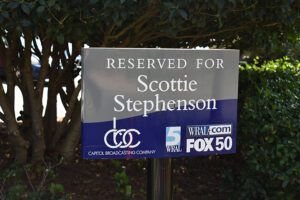 RESERVED FOR
Scottie
Stephenson
cbc
CAPITOL BROADCASTING COMPANY
5
WRAL
WRAL.com
FOX 50